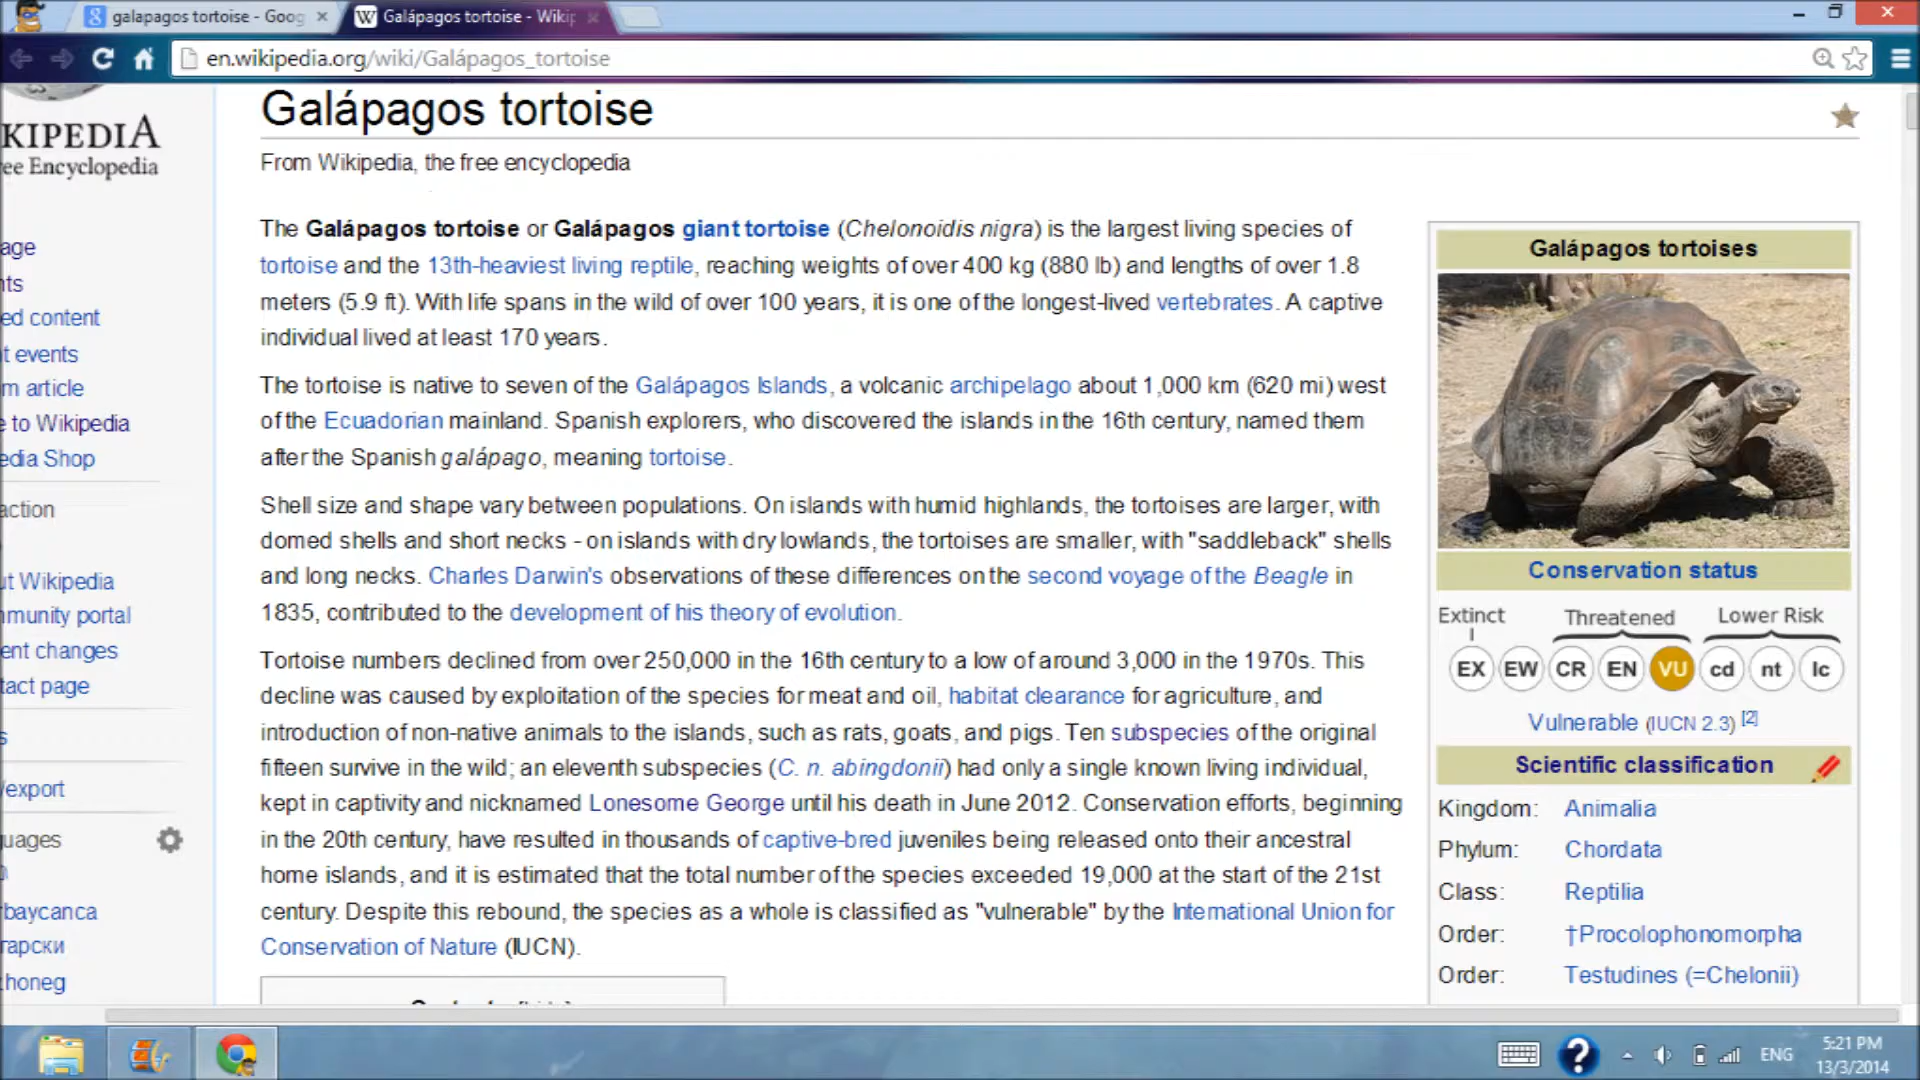 galapagos tortoise - Goog
Galápagos tortoise - Wikip
en.wikipedia.org/wiki/Galápagos_tortoise
KIPEDIA
ee Encyclopedia
age
nts
ed content
t events
m article
e to Wikipedia
edia Shop
action
ut Wikipedia
mmunity portal
ent changes
tact page
s
/export
guages
baycanca
гарски
zhoneg
Galápagos tortoise
From Wikipedia, the free encyclopedia
The Galápagos tortoise or Galápagos giant tortoise (Chelonoidis nigra) is the largest living species of
tortoise and the 13th-heaviest living reptile, reaching weights of over 400 kg (880 lb) and lengths of over 1.8
meters (5.9 ft). With life spans in the wild of over 100 years, it is one of the longest-lived vertebrates. A captive
individual lived at least 170 years.
The tortoise is native to seven of the Galápagos Islands, a volcanic archipelago about 1,000 km (620 mi) west
of the Ecuadorian mainland. Spanish explorers, who discovered the islands in the 16th century, named them
after the Spanish galápago, meaning tortoise.
Shell size and shape vary between populations. On islands with humid highlands, the tortoises are larger, with
domed shells and short necks - on islands with dry lowlands, the tortoises are smaller, with "saddleback" shells
and long necks. Charles Darwin's observations of these differences on the second voyage of the Beagle in
1835, contributed to the development of his theory of evolution.
Tortoise numbers declined from over 250,000 in the 16th century to a low of around 3,000 in the 1970s. This
decline was caused by exploitation of the species for meat and oil, habitat clearance for agriculture, and
introduction of non-native animals to the islands, such as rats, goats, and pigs. Ten subspecies of the original
fifteen survive in the wild; an eleventh subspecies (C. n. abingdonii) had only a single known living individual,
kept in captivity and nicknamed Lonesome George until his death in June 2012. Conservation efforts, beginning
in the 20th century, have resulted in thousands of captive-bred juveniles being released onto their ancestral
home islands, and it is estimated that the total number of the species exceeded 19,000 at the start of the 21st
century. Despite this rebound, the species as a whole is classified as "vulnerable" by the International Union for
Conservation of Nature (IUCN).
Galápagos tortoises
Conservation status
Extinct Threatened Lower Risk
EX EW CR EN VU cd nt lc
Vulnerable (IUCN 2.3) [2]
Scientific classification
Kingdom: Animalia
Phylum: Chordata
Class: Reptilia
Order: †Procolophonomorpha
Order: Testudines (=Chelonii)
ENG
5:21 PM
13/3/2014